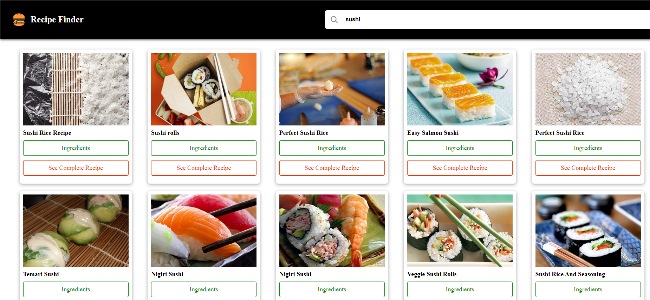 Recipe Finder
sushi
Sushi Rice Recipe
Sushi rolls
Perfect Sushi Rice
Easy Salmon Sushi
Perfect Sushi Rice
Ingredients
Ingredients
Ingredients
Ingredients
Ingredients
See Complete Recipe
See Complete Recipe
See Complete Recipe
See Complete Recipe
See Complete Recipe
Temari Sushi
Nigiri Sushi
Nigiri Sushi
Veggie Sushi Rolls
Sushi Rice And Seasoning
Ingredients
Ingredients
Ingredients
Ingredients
Ingredients